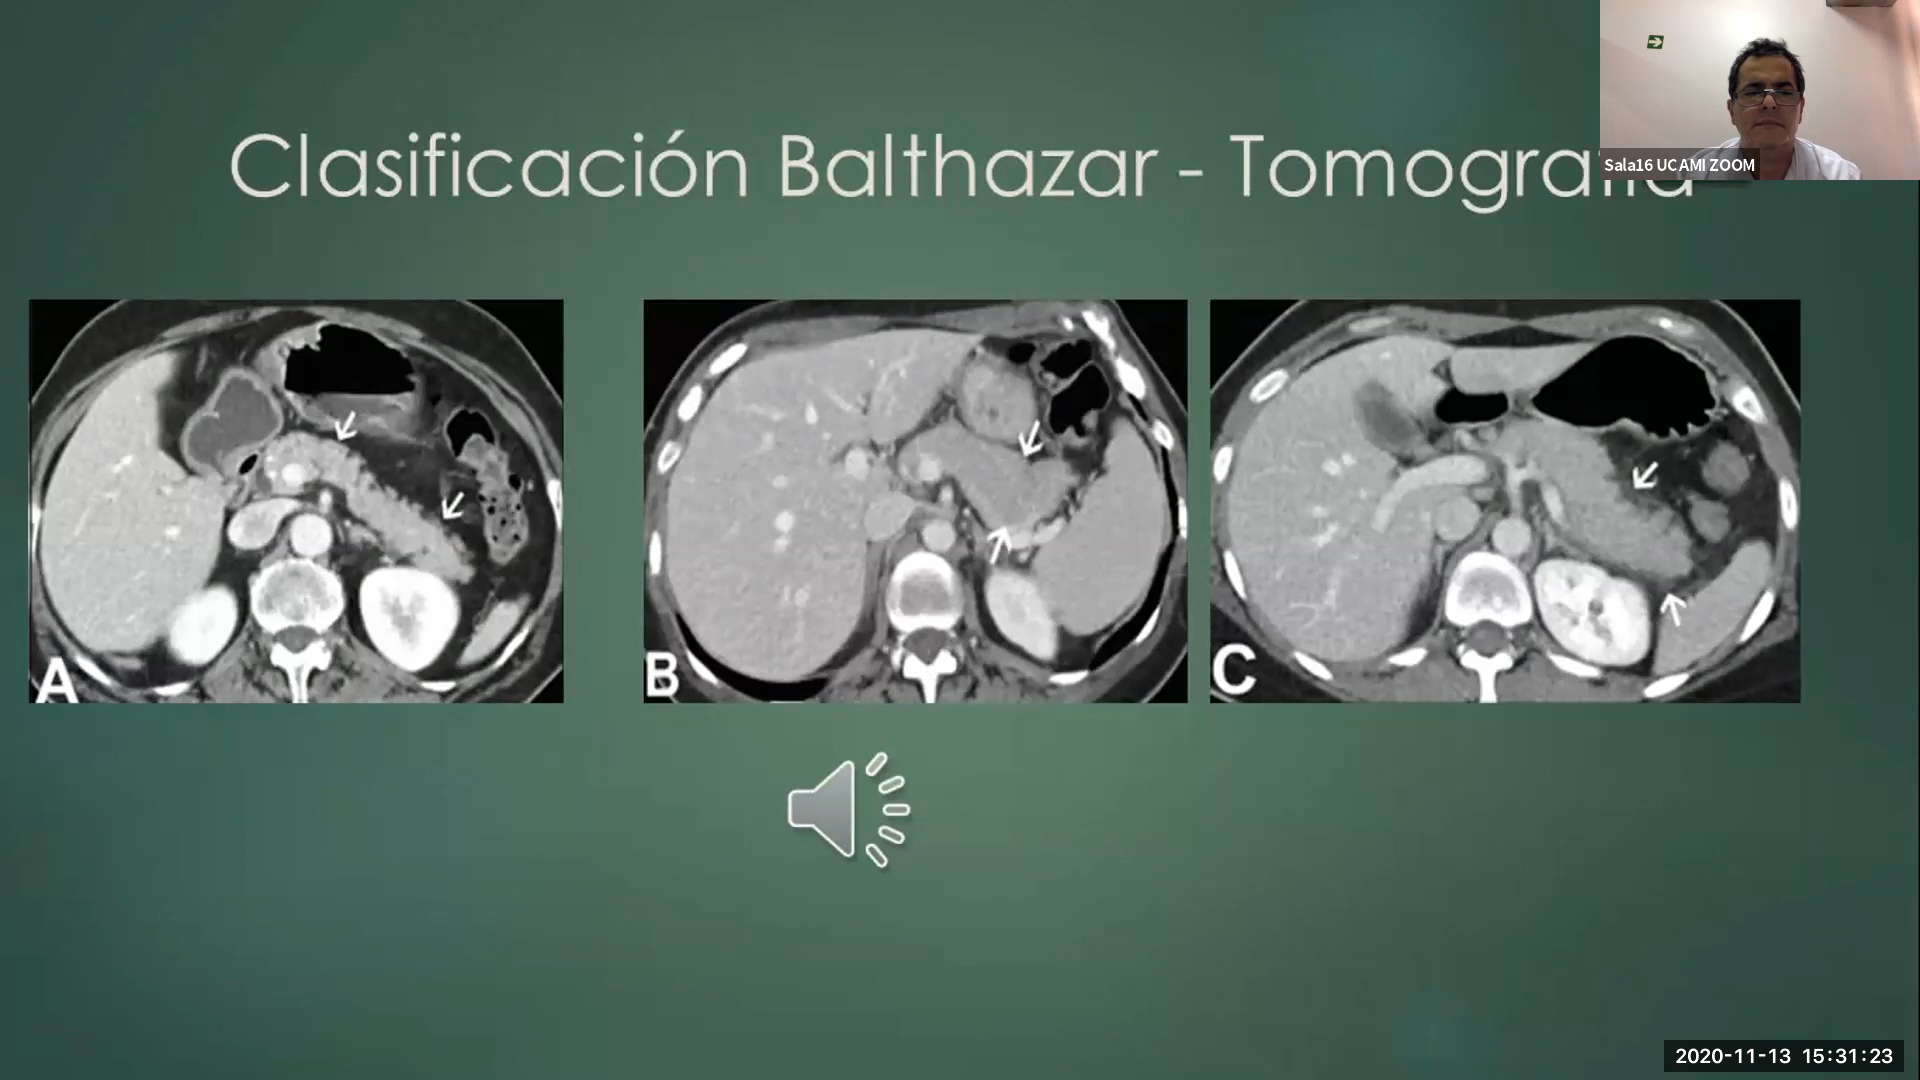 Clasificación Balthazar - Tomografía
Sala16 UCAMI ZOOM
A
B
C
2020-11-13 15:31:23